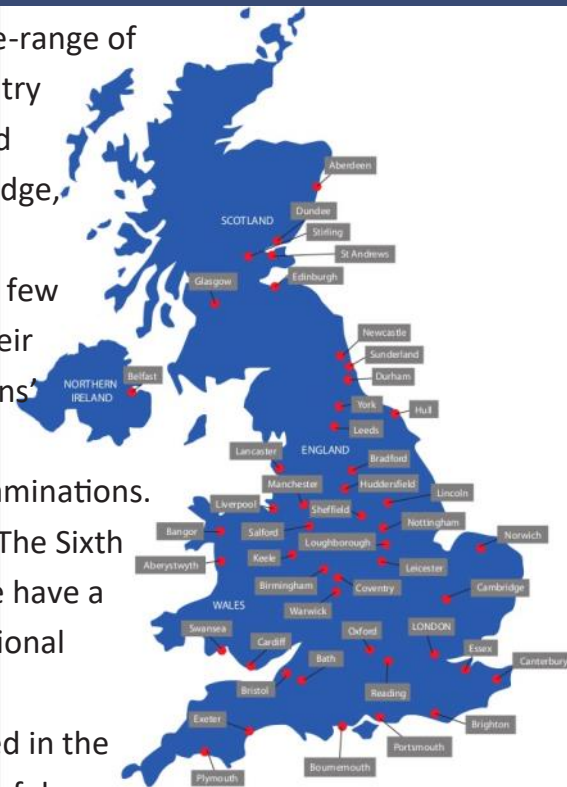 e-range of
try
d
dge,
few
eir
ns'
aminations.
The Sixth
e have a
ional
ed in the
Aberdeen
Dundee
SCOTLAND
Stirling
St Andrews
Glasgow
Edinburgh
Newcastle
Sunderland
Durham
Belfast
NORTHERN
IRELAND
York
Hull
Leeds
Lancaster
ENGLAND
Bradford
Manchester
Huddersfield
Lincoln
Liverpool
Sheffield
Bangor
Salford
Nottingham
Norwich
Loughborough
Keele
Aberystwyth
Leicester
Birmingham
Coventry
Cambridge
WALES
Warwick
Swansea
Cardiff
Oxford
LONDON
Bath
Essex
Canterbury
Bristol
Reading
Exeter
Brighton
Portsmouth
Bournemouth
Plymouth